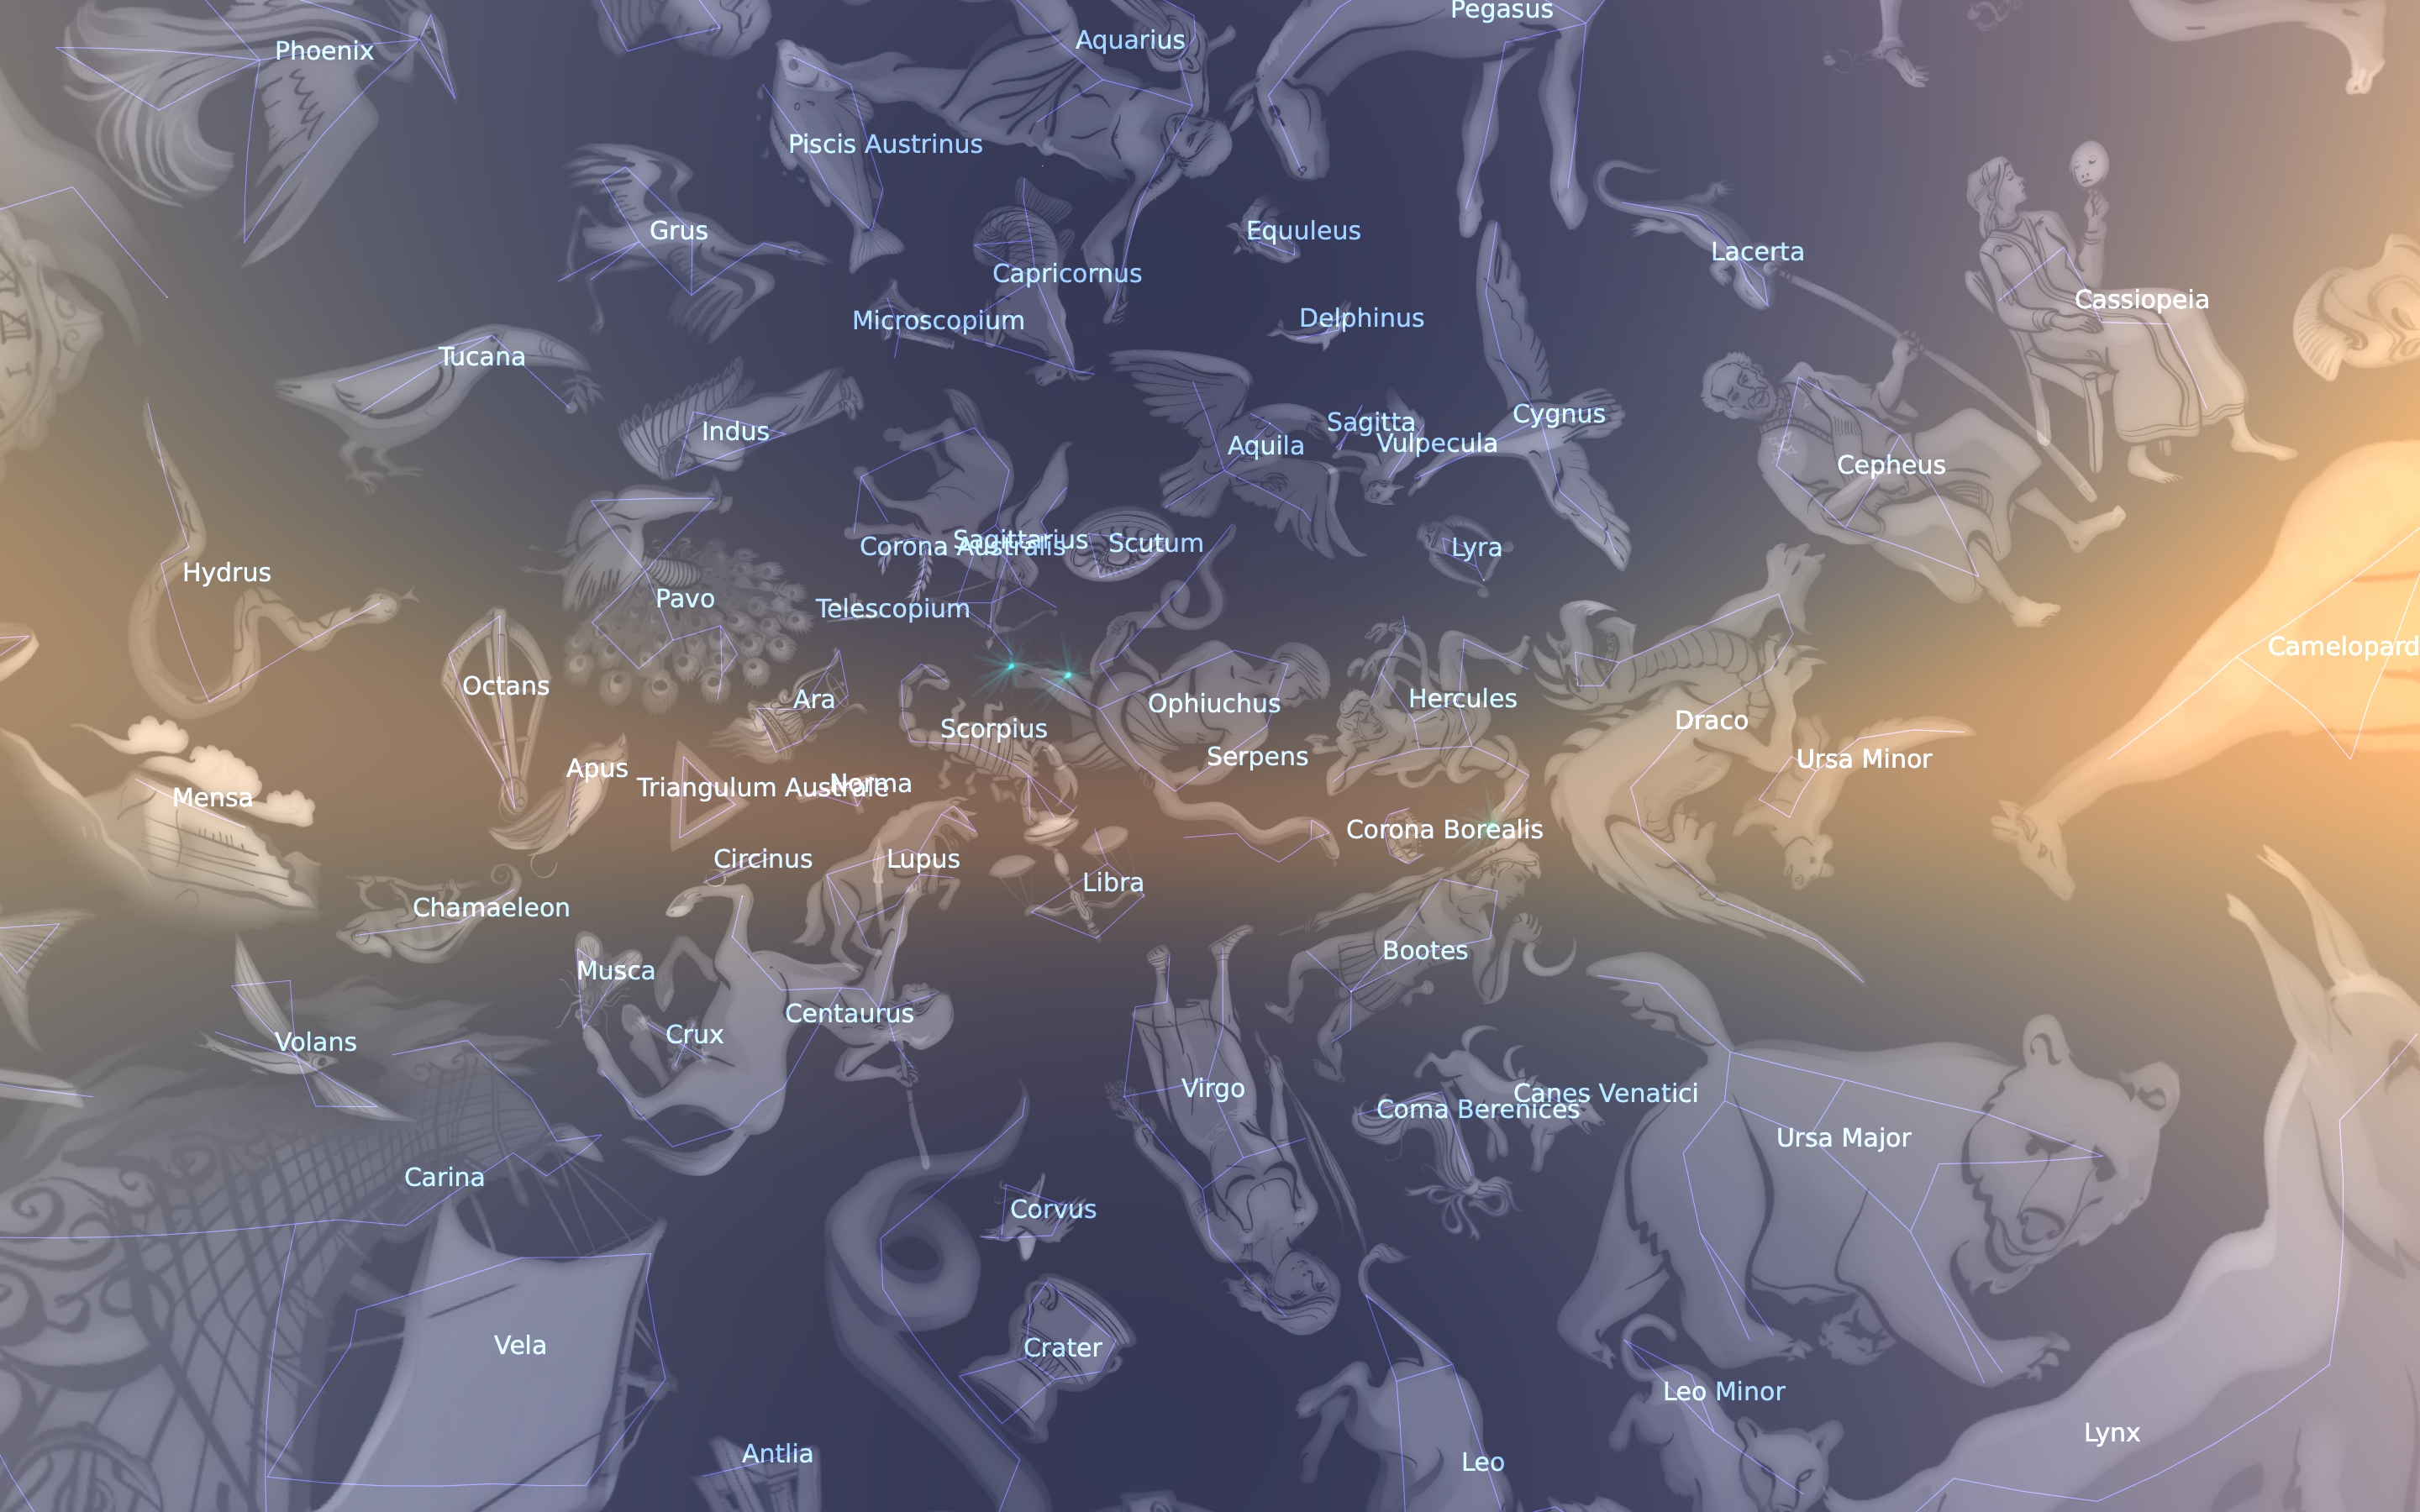 Pegasus
Aquarius
Phoenix
Piscis Austrinus
Grus
Equuleus
Lacerta
Capricornus
Cassiopeia
Delphinus
Microscopium
Tucana
Cygnus
Sagitta
Indus
Vulpecula
Aquila
Cepheus
Sagittarius
Scutum
Corona Australis
Lyra
Hydrus
Pavo
Telescopium
Camelopard
Octans
Ara
Hercules
Ophiuchus
Draco
Scorpius
Serpens
Ursa Minor
Apus
Norma
Triangulum Australe
Mensa
Corona Borealis
Circinus
Lupus
Libra
Chamaeleon
Bootes
Musca
Centaurus
Crux
Volans
Virgo
Canes Venatici
Coma Berenices
Ursa Major
Carina
Corvus
Vela
Crater
Leo Minor
Lynx
Antlia
Leo